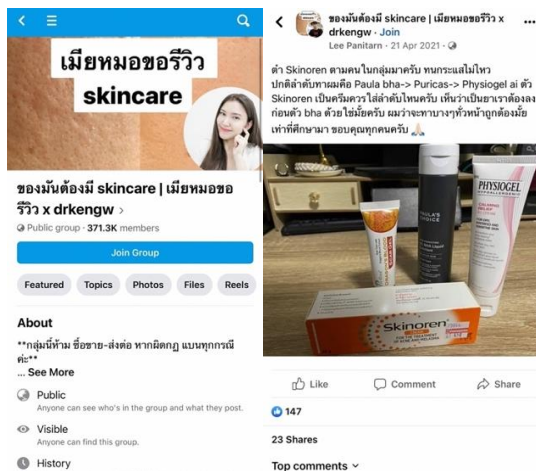 เมียหมอขอรีวิว
skincare
ของมันต้องมี skincare | เมียหมอขอ
รีวิว x drkengw >
Public group · 371.3K members
Join Group
Featured
Topics
Photos
Files
Reels
About
**กลุ่มนี้ห้าม ซื้อขาย-ส่งต่อ หากผิดกฏ แบนทุกกรณี
ค่ะ**
... See More
Public
Anyone can see who's in the group and what they post.
Visible
Anyone can find this group.
History
ของมันต้องมี skincare | เมียหมอขอรีวิว x
drkengw · Join
Lee Panitarn · 21 Apr 2021 ·
ตำ Skinoren ตามคนในกลุ่มมาครับ ทนกระแสไม่ไหว
ปกติลำดับทาผมคือ Paula bha-> Puricas-> Physiogel ai ตัว
Skinoren เป็นครีมควรใส่ลำดับไหนครับ เห็นว่าเป็นยาเราต้องลง
ก่อนตัว bha ด้วยใช่มั้ยครับ ผมว่าจะทาบางๆทั่วหน้าถูกต้องมั้ย
เท่าที่ศึกษามา ขอบคุณทุกคนครับ 🙏🏻
PAULA'S
CHOICE
PHYSIOGEL
HYPOALLERGENIC
CALMING
RELIEF
Skinoren
CREAM
FOR THE TREATMENT
OF ACNE AND MELASMA
Like
Comment
Share
147
23 Shares
Top comments